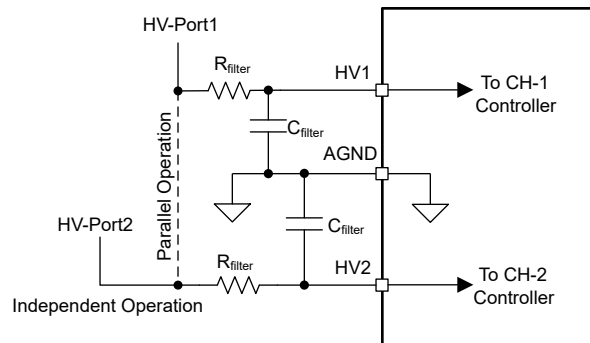 HV-Port1
Rfilter
HV1
To CH-1
Controller
Cfilter
AGND
Parallel Operation
HV-Port2
Cfilter
Rfilter
HV2
To CH-2
Controller
Independent Operation